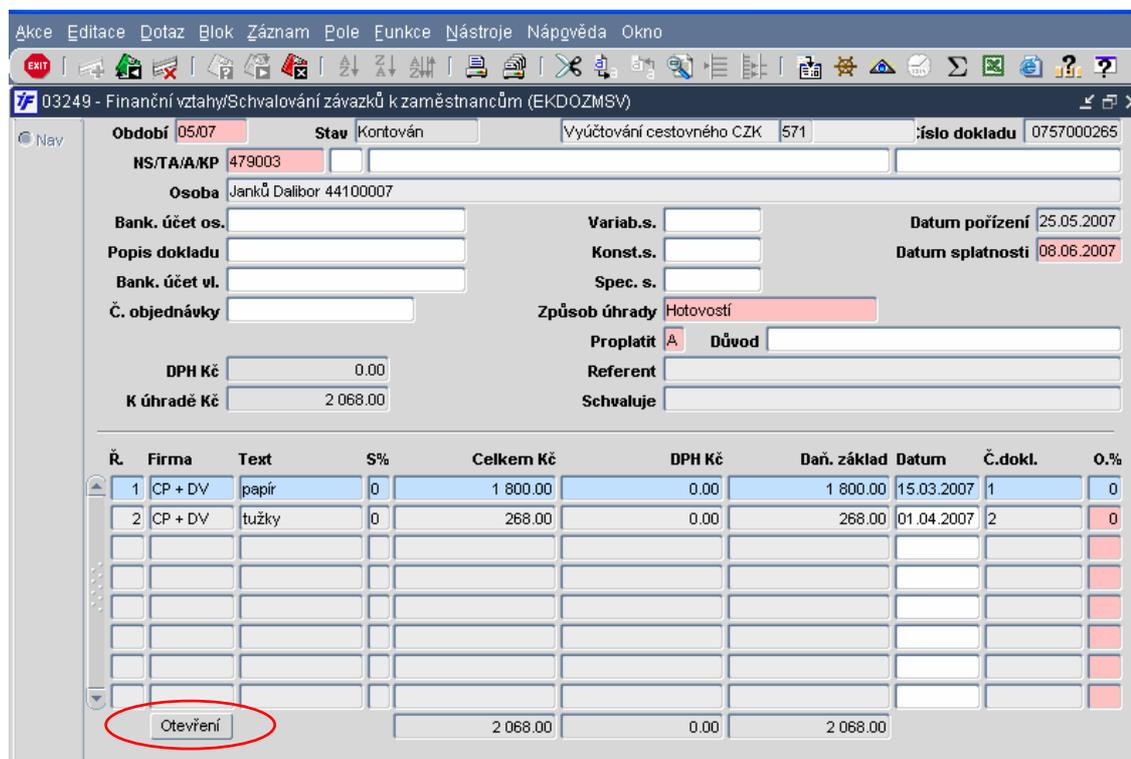 Akce Editace Dotaz Blok Záznam Pole Funkce Nástroje Nápověda Okno
EXIT
03249 - Finanční vztahy/Schvalování závazků k zaměstnancům (EKDOZMSV)
Nav
Období 05/07 Stav Kontován Vyúčtování cestovného CZK 571 :íslo dokladu 0757000265
NS/TA/A/KP 479003
Osoba Janků Dalibor 44100007
Bank. účet os. Variab.s. Datum pořízení 25.05.2007
Popis dokladu Konst.s. Datum splatnosti 08.06.2007
Bank. účet vl. Spec. s.
Č. objednávky Způsob úhrady Hotovostí
Proplatit A Důvod
DPH Kč 0.00 Referent
K úhradě Kč 2 068.00 Schvaluje
Ř. Firma Text S% Celkem Kč DPH Kč Daň. základ Datum Č.dokl. O.%
1 CP + DV papír 0 1 800.00 0.00 1 800.00 15.03.2007 1 0
2 CP + DV tužky 0 268.00 0.00 268.00 01.04.2007 2 0
Otevření 2 068.00 0.00 2 068.00